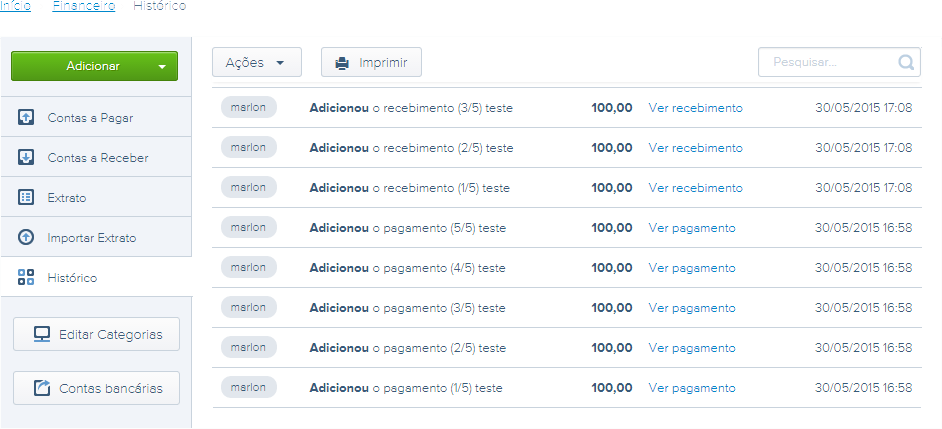 Início Financeiro Histórico
Adicionar
Contas a Pagar
Contas a Receber
Extrato
Importar Extrato
Histórico
Editar Categorias
Contas bancárias
Ações Imprimir Pesquisar...
marlon Adicionou o recebimento (3/5) teste 100,00 Ver recebimento 30/05/2015 17:08
marlon Adicionou o recebimento (2/5) teste 100,00 Ver recebimento 30/05/2015 17:08
marlon Adicionou o recebimento (1/5) teste 100,00 Ver recebimento 30/05/2015 17:08
marlon Adicionou o pagamento (5/5) teste 100,00 Ver pagamento 30/05/2015 16:58
marlon Adicionou o pagamento (4/5) teste 100,00 Ver pagamento 30/05/2015 16:58
marlon Adicionou o pagamento (3/5) teste 100,00 Ver pagamento 30/05/2015 16:58
marlon Adicionou o pagamento (2/5) teste 100,00 Ver pagamento 30/05/2015 16:58
marlon Adicionou o pagamento (1/5) teste 100,00 Ver pagamento 30/05/2015 16:58